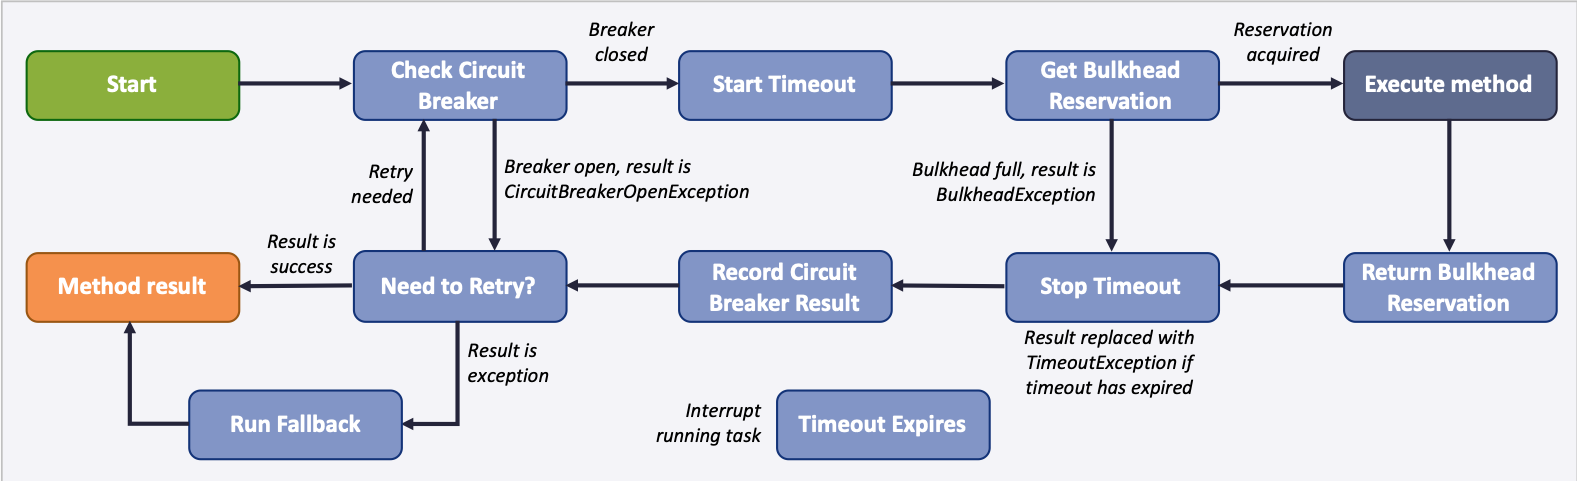 Start
Check Circuit
Breaker
Breaker
closed
Start Timeout
Get Bulkhead
Reservation
Reservation
acquired
Execute method
Retry
needed
Breaker open, result is
CircuitBreakerOpenException
Bulkhead full, result is
BulkheadException
Method result
Result is
success
Need to Retry?
Record Circuit
Breaker Result
Stop Timeout
Return Bulkhead
Reservation
Result is
exception
Result replaced with
TimeoutException if
timeout has expired
Run Fallback
Interrupt
running task
Timeout Expires